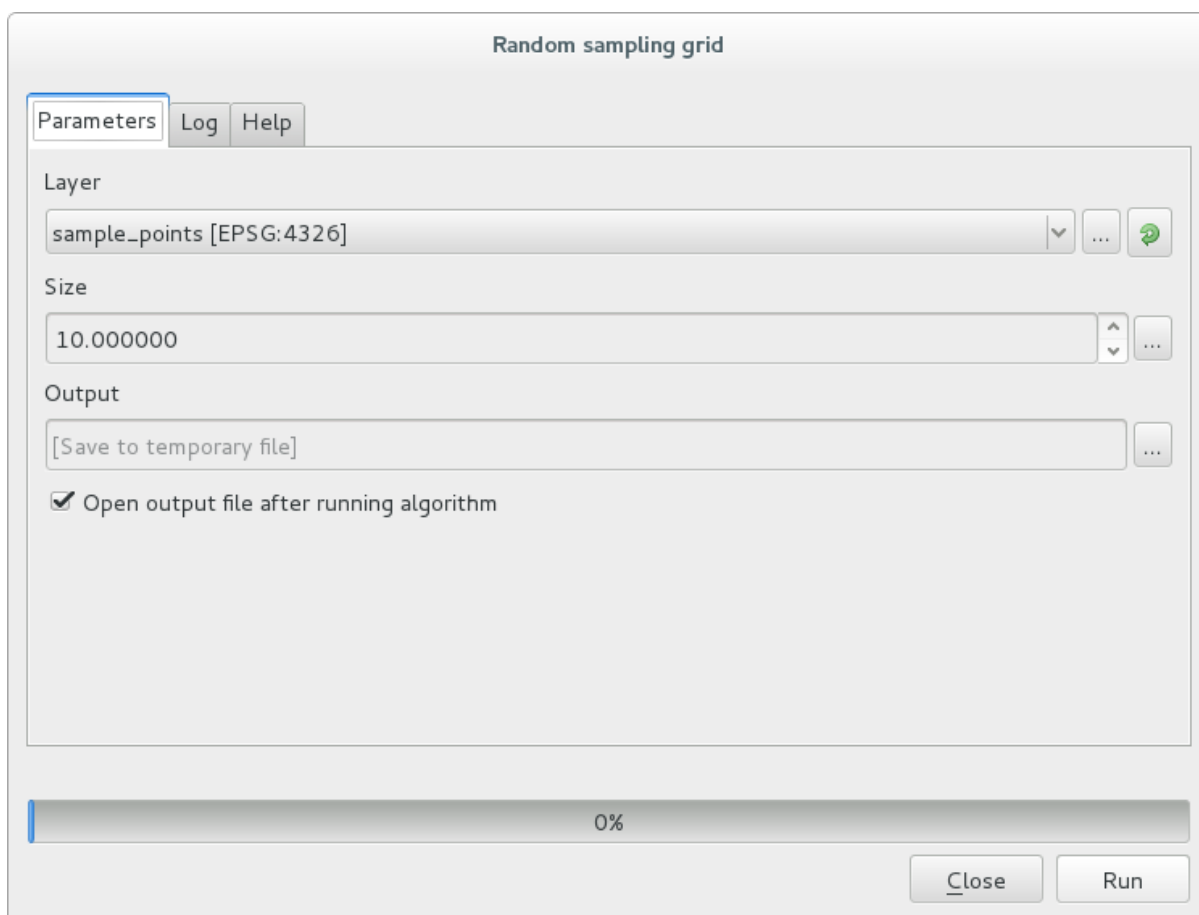 Random sampling grid
Parameters Log Help
Layer
sample_points [EPSG:4326] ...
Size
10.000000 ...
Output
[Save to temporary file] ...
Open output file after running algorithm
0%
Close Run